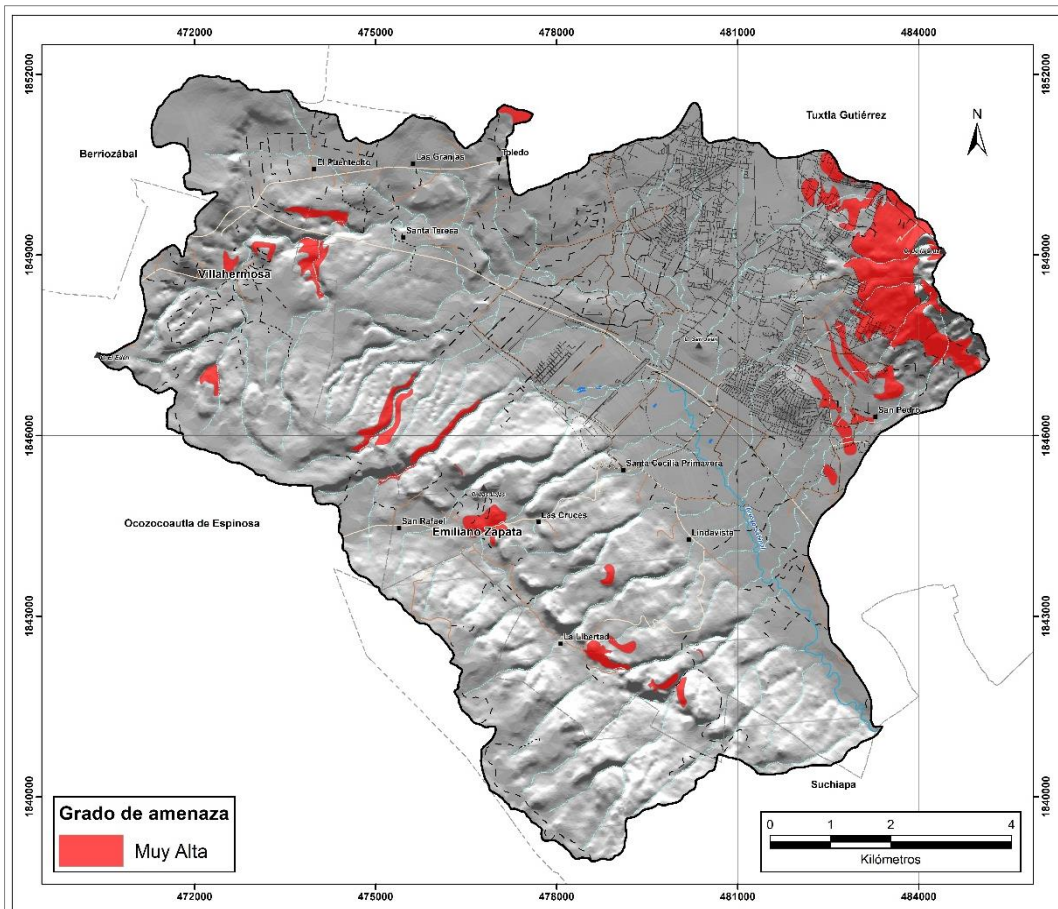 472000 475000 478000 481000 484000
1852000 1852000
Tuxtla Gutiérrez
N
Berriozábal
El Puentecito
Las Granjas
Toledo
Santa Teresa
1849000 1849000
Villahermosa
C. El Edén
San Pedro
1846000 1846000
Santa Cecilia Primavera
Ocozocoautla de Espinosa
San Rafael
Las Cruces
Emiliano Zapata
Lindavista
1843000 1843000
La Libertad
Suchiapa
1840000 1840000
Grado de amenaza
Muy Alta
0 1 2 4
Kilómetros
472000 475000 478000 481000 484000